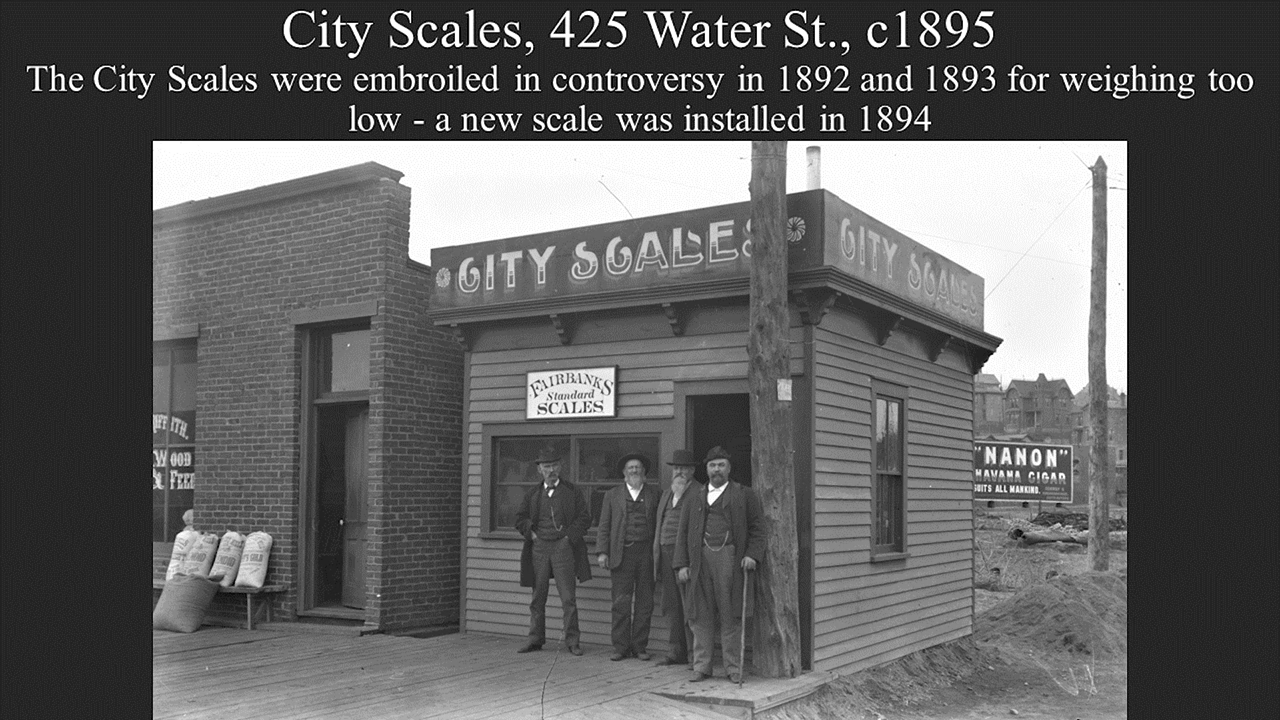 City Scales, 425 Water St., c1895
The City Scales were embroiled in controversy in 1892 and 1893 for weighing too
low - a new scale was installed in 1894
CITY SCALES
CITY SCALES
FAIRBANKS
Standard
SCALES
WOOD
& FEED
"NANON"
HAVANA CIGAR
SUITS ALL MANKIND.